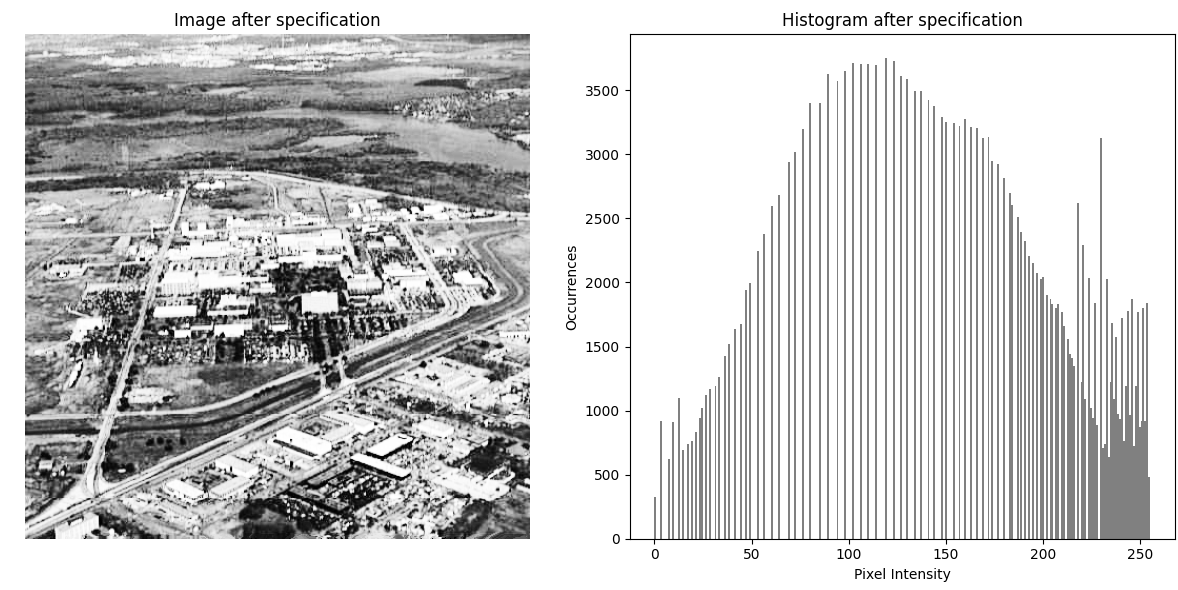 Image after specification
Histogram after specification
Occurrences
3500
3000
2500
2000
1500
1000
500
0
0 50 100 150 200 250
Pixel Intensity